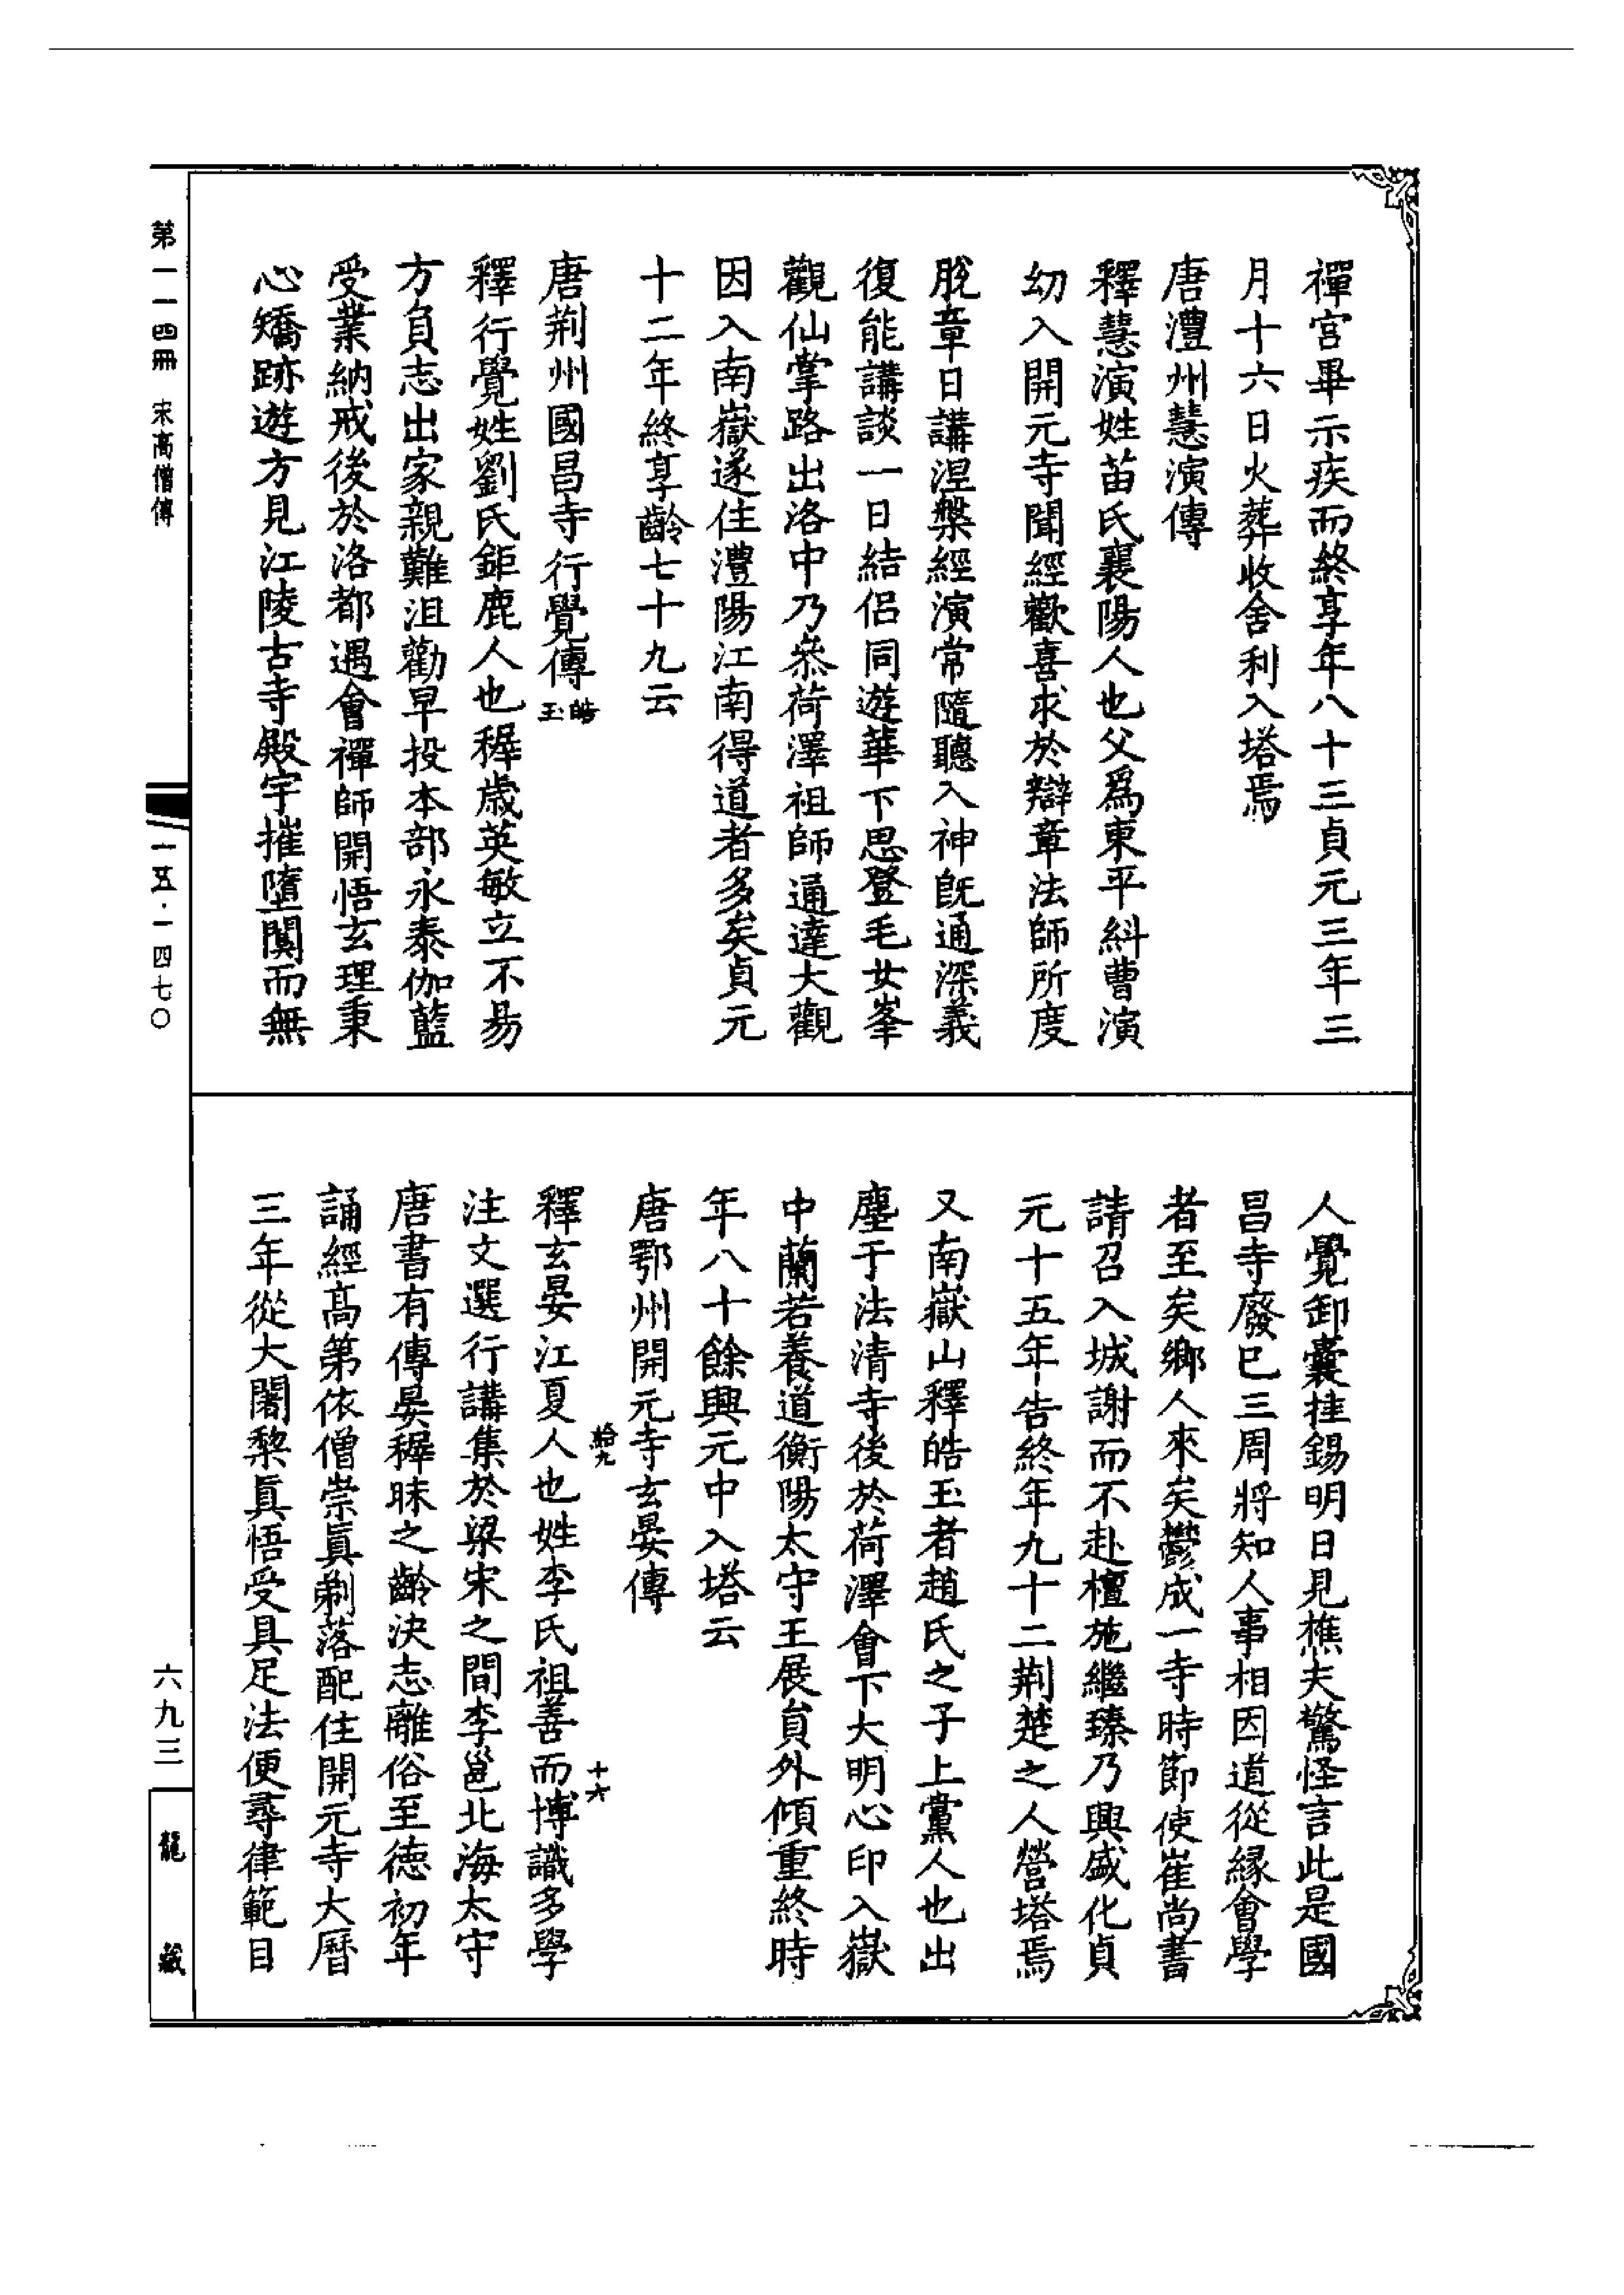 禪宫畢示疾而終享年八十三貞元三年三
月十六日火葬收舍利入塔焉
唐澧州慧演傳
釋慧演姓苗氏襄陽人也父爲東平糾曹演
幼入開元寺聞經歡喜求於辯章法師所度
脫章日講涅槃經演常隨聽入神旣通深義
復能講談一日結侣同遊華下思登毛女峯
觀仙掌路出洛中乃叅荷澤祖師通達大觀
因入南嶽遂住澧陽江南得道者多矣貞元
十二年終享齡七十九云
唐荆州國昌寺行覺傳皓玉
釋行覺姓劉氏鉅鹿人也穉歲英敏立不易
方負志出家親難沮勸早投本部永泰伽藍
受業納戒後於洛都遇會禪師開悟玄理秉
心矯跡遊方見江陵古寺殿宇摧墮闃而無
人覺卸囊挂錫明日見樵夫驚怪言此是國
昌寺廢已三周將知人事相因道從緣會學
者至矣鄉人來矣鬱成一寺時節使崔尚書
請召入城謝而不赴檀施繼臻乃興盛化貞
元十五年告終年九十二荆楚之人營塔焉
又南嶽山釋皓玉者趙氏之子上黨人也出
塵于法清寺後於荷澤會下大明心印入嶽
中蘭若養道衡陽太守王展員外傾重終時
年八十餘興元中入塔云
唐鄂州開元寺玄晏傳
給九
十六
釋玄晏江夏人也姓李氏祖善而博識多學
注文選行講集於梁宋之間李邕北海太守
唐書有傳晏穉昧之齡決志離俗至德初年
誦經高第依僧崇眞剃落配住開元寺大曆
三年從大闍黎眞悟受具足法便尋律範目
第一一四冊 宋高僧傳
一五·一四七〇
六九三
龍藏